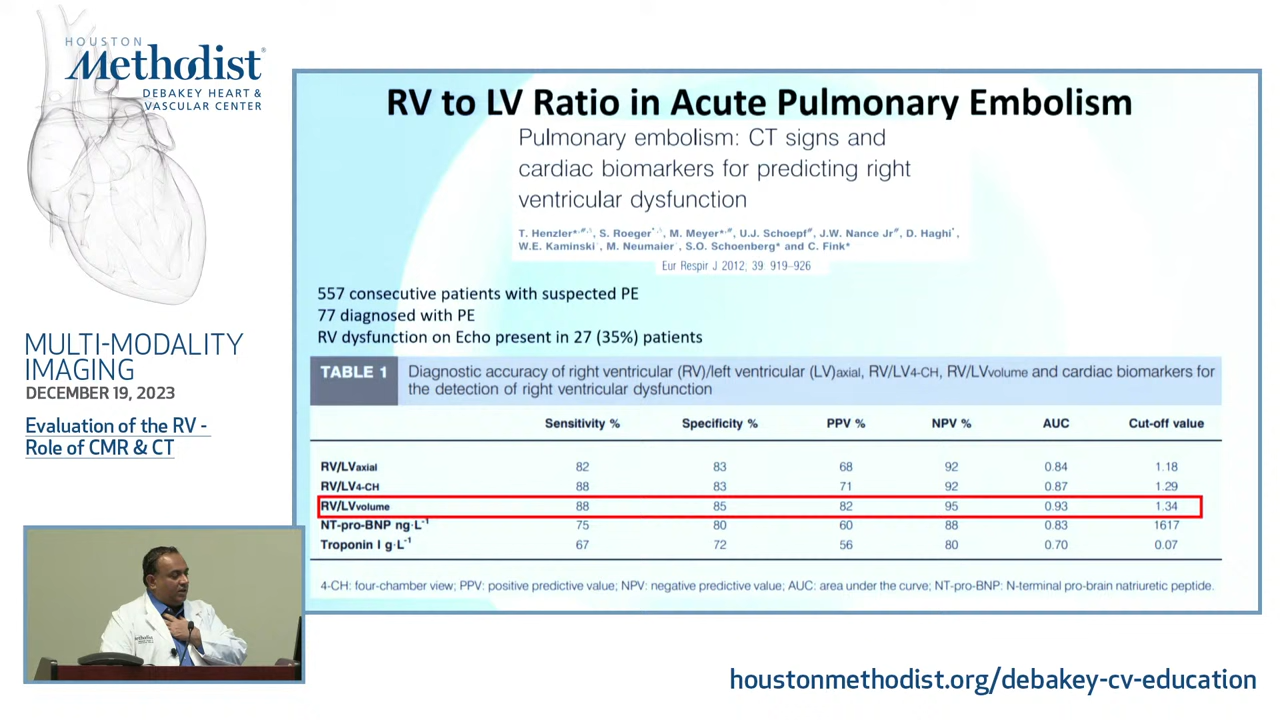 HOUSTON
Methodist®
DEBAKEY HEART &
VASCULAR CENTER
MULTI-MODALITY
IMAGING
DECEMBER 19, 2023
Evaluation of the RV -
Role of CMR & CT
RV to LV Ratio in Acute Pulmonary Embolism
Pulmonary embolism: CT signs and
cardiac biomarkers for predicting right
ventricular dysfunction
T. Henzler*, S. Roeger*, M. Meyer*, U.J. Schoepf, J.W. Nance Jr, D. Haghi,
W.E. Kaminski, M. Neumaier, S.O. Schoenberg* and C. Fink*
Eur Respir J 2012; 39: 919–926
557 consecutive patients with suspected PE
77 diagnosed with PE
RV dysfunction on Echo present in 27 (35%) patients
TABLE 1 Diagnostic accuracy of right ventricular (RV)/left ventricular (LV)axial, RV/LV4-CH, RV/LVvolume and cardiac biomarkers for
the detection of right ventricular dysfunction
Sensitivity % Specificity % PPV % NPV % AUC Cut-off value
RV/LVaxial 82 83 68 92 0.84 1.18
RV/LV4-CH 88 83 71 92 0.87 1.29
RV/LVvolume 88 85 82 95 0.93 1.34
NT-pro-BNP ng·L-1 75 80 60 88 0.83 1617
Troponin I g·L-1 67 72 56 80 0.70 0.07
4-CH: four-chamber view; PPV: positive predictive value; NPV: negative predictive value; AUC: area under the curve; NT-pro-BNP: N-terminal pro-brain natriuretic peptide.
Methodist
houstonmethodist.org/debakey-cv-education